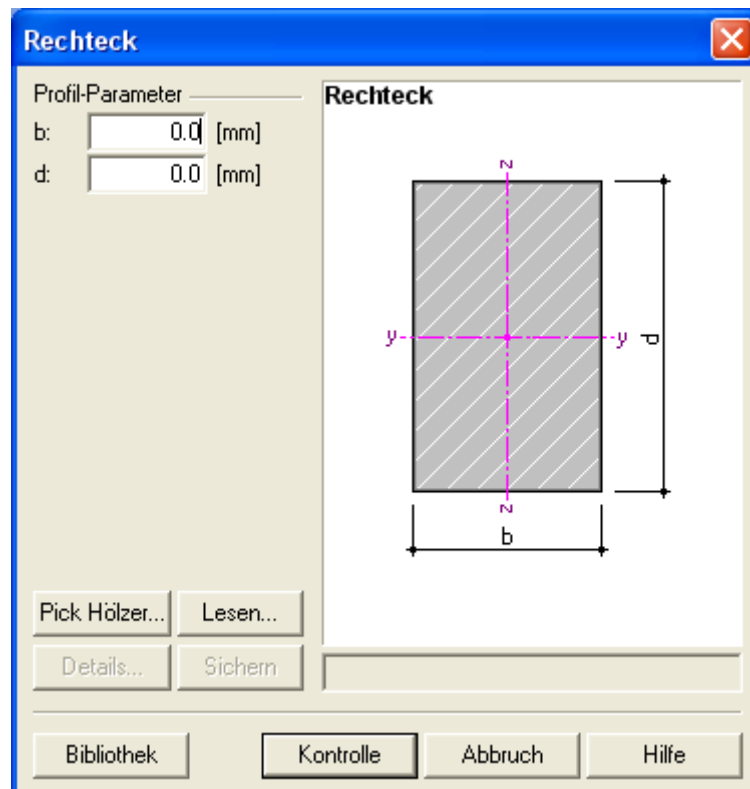 Rechteck
Profil-Parameter
b: 0.0 [mm]
d: 0.0 [mm]
Rechteck
z
y y
d
z
b
Pick Hölzer... Lesen...
Details... Sichern
Bibliothek Kontrolle Abbruch Hilfe